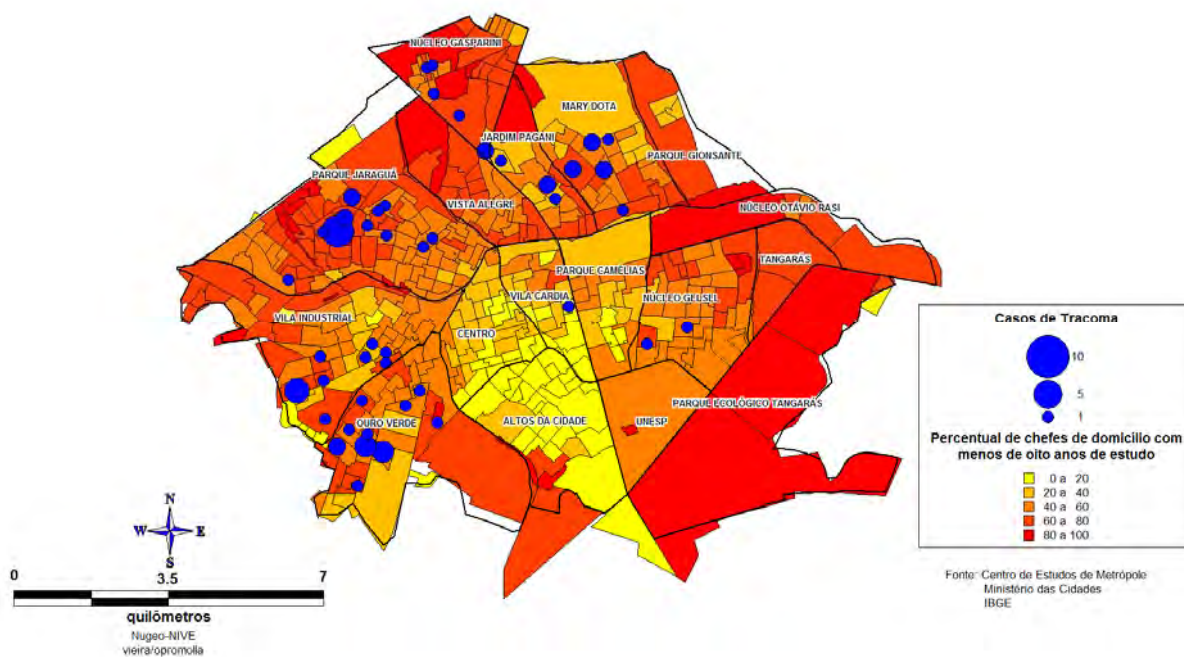 NÚCLEO GASPARINI
MARY DOTA
JARDIM PAGANI
PARQUE GIONSANTE
PARQUE JARAGUÁ
VISTA ALEGRE
NÚCLEO OTÁVIO RASI
TANGARÁS
PARQUE CAMÉLIAS
VILA CARDIA
NÚCLEO GELSEL
VILA INDUSTRIAL
CENTRO
PARQUE ECOLÓGICO TANGARÁS
OURO VERDE
ALTOS DA CIDADE
UNESP
Casos de Tracoma
10
5
1
Percentual de chefes de domicilio com
menos de oito anos de estudo
0 a 20
20 a 40
40 a 60
60 a 80
80 a 100
N
W E
S
0 3.5 7
quilômetros
Nugeo-NIVE
vieira/opromolla
Fonte: Centro de Estudos de Metrópole
Ministério das Cidades
IBGE